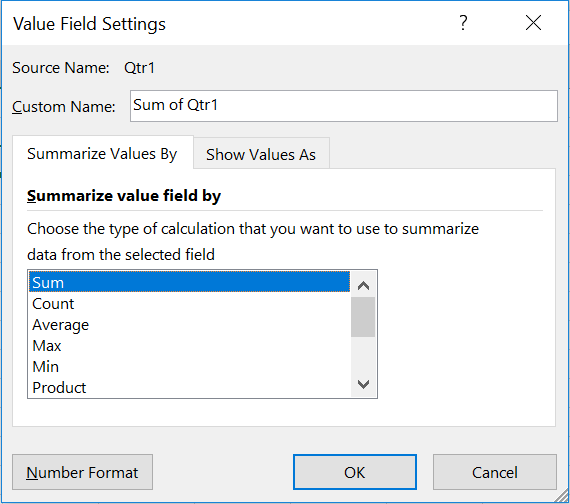 Value Field Settings ? ×
Source Name: Qtr1
Custom Name: Sum of Qtr1
Summarize Values By Show Values As
Summarize value field by
Choose the type of calculation that you want to use to summarize
data from the selected field
Sum
Count
Average
Max
Min
Product
Number Format OK Cancel